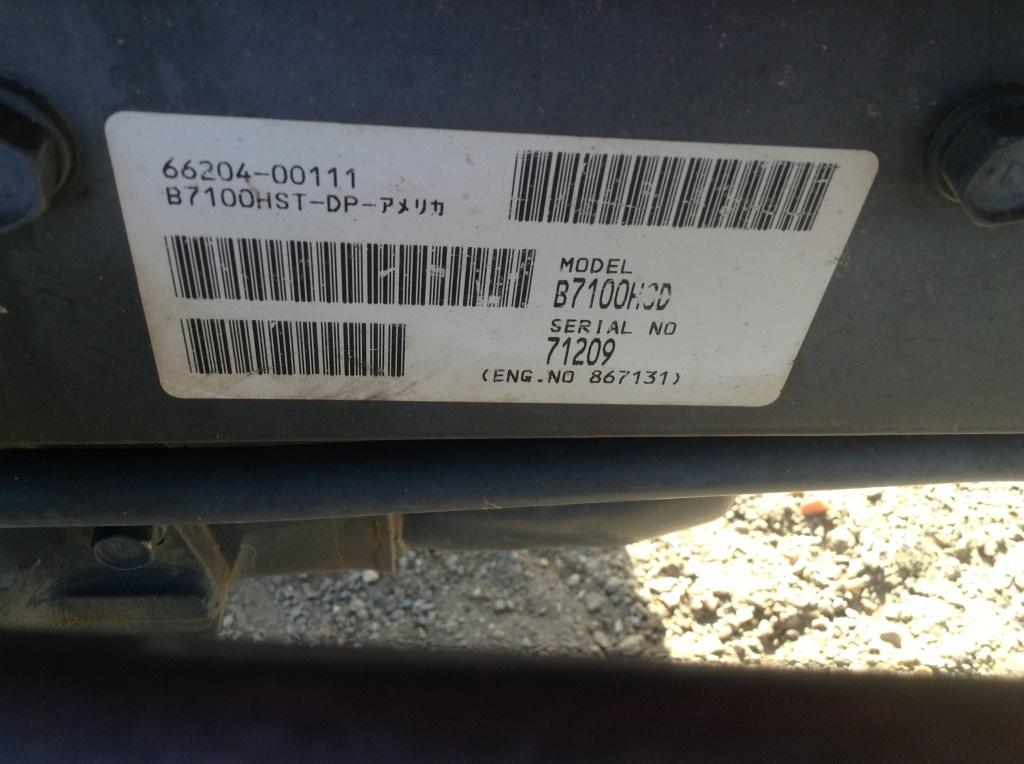 66204-00111
B7100HST-DP-アメリカ
MODEL
B7100HSD
SERIAL NO
71209
(ENG.NO 867131)